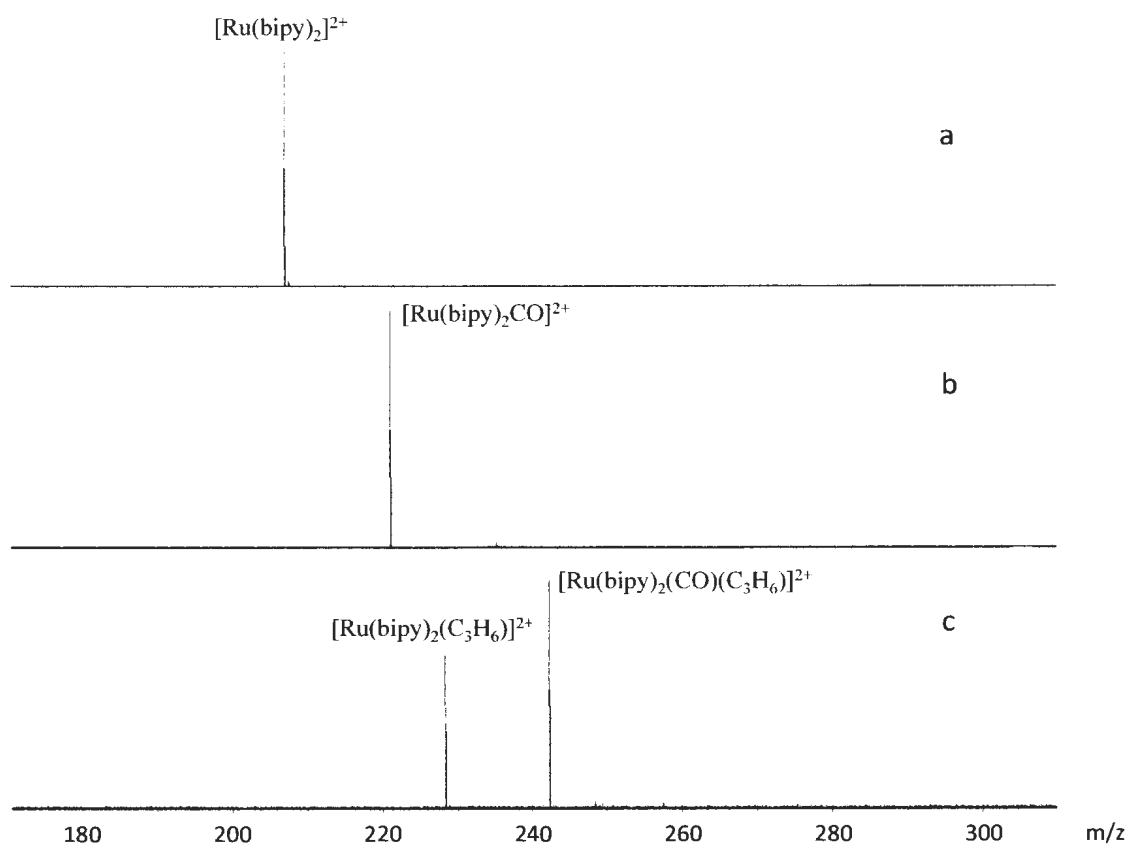 [Ru(bipy)₂]²⁺
a
[Ru(bipy)₂CO]²⁺
b
[Ru(bipy)₂(CO)(C₃H₆)]²⁺
[Ru(bipy)₂(C₃H₆)]²⁺
c
180 200 220 240 260 280 300 m/z